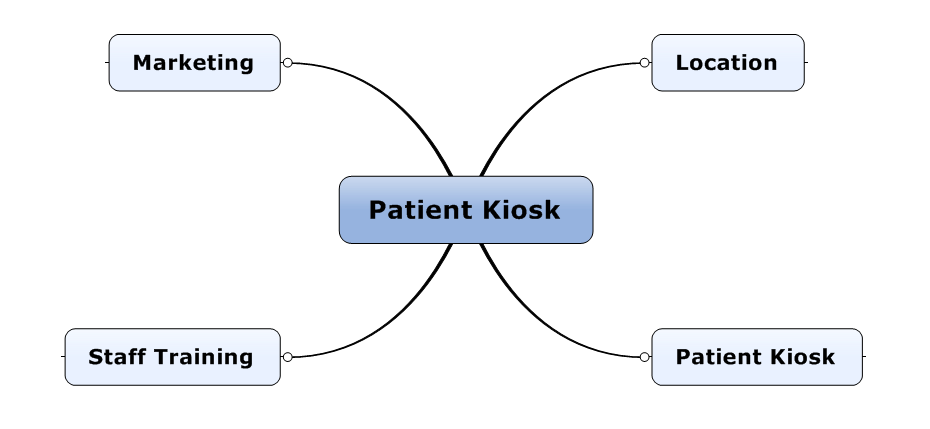 Marketing
Location
Patient Kiosk
Staff Training
Patient Kiosk